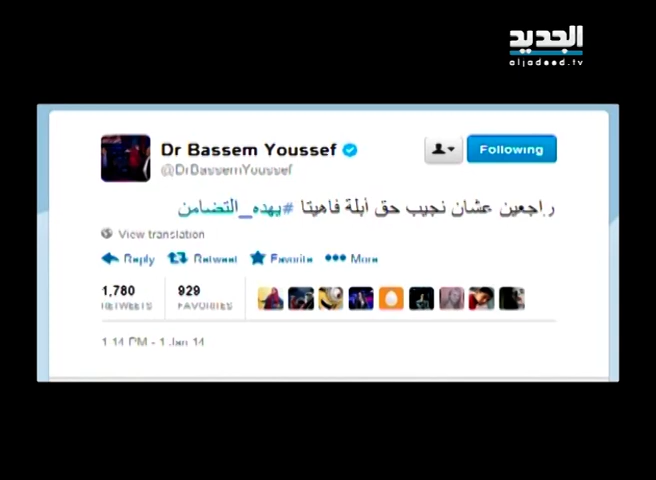 الجديد
aljadeed.tv
Dr Bassem Youssef
@DrBassemYoussef
Following
راجعين عشان نجيب حق أبلة فاهيتا #يهده_التضامن
View translation
Reply Retweet Favorite More
1,780 929
RETWEETS FAVORITES
1:14 PM - 1 Jan 14